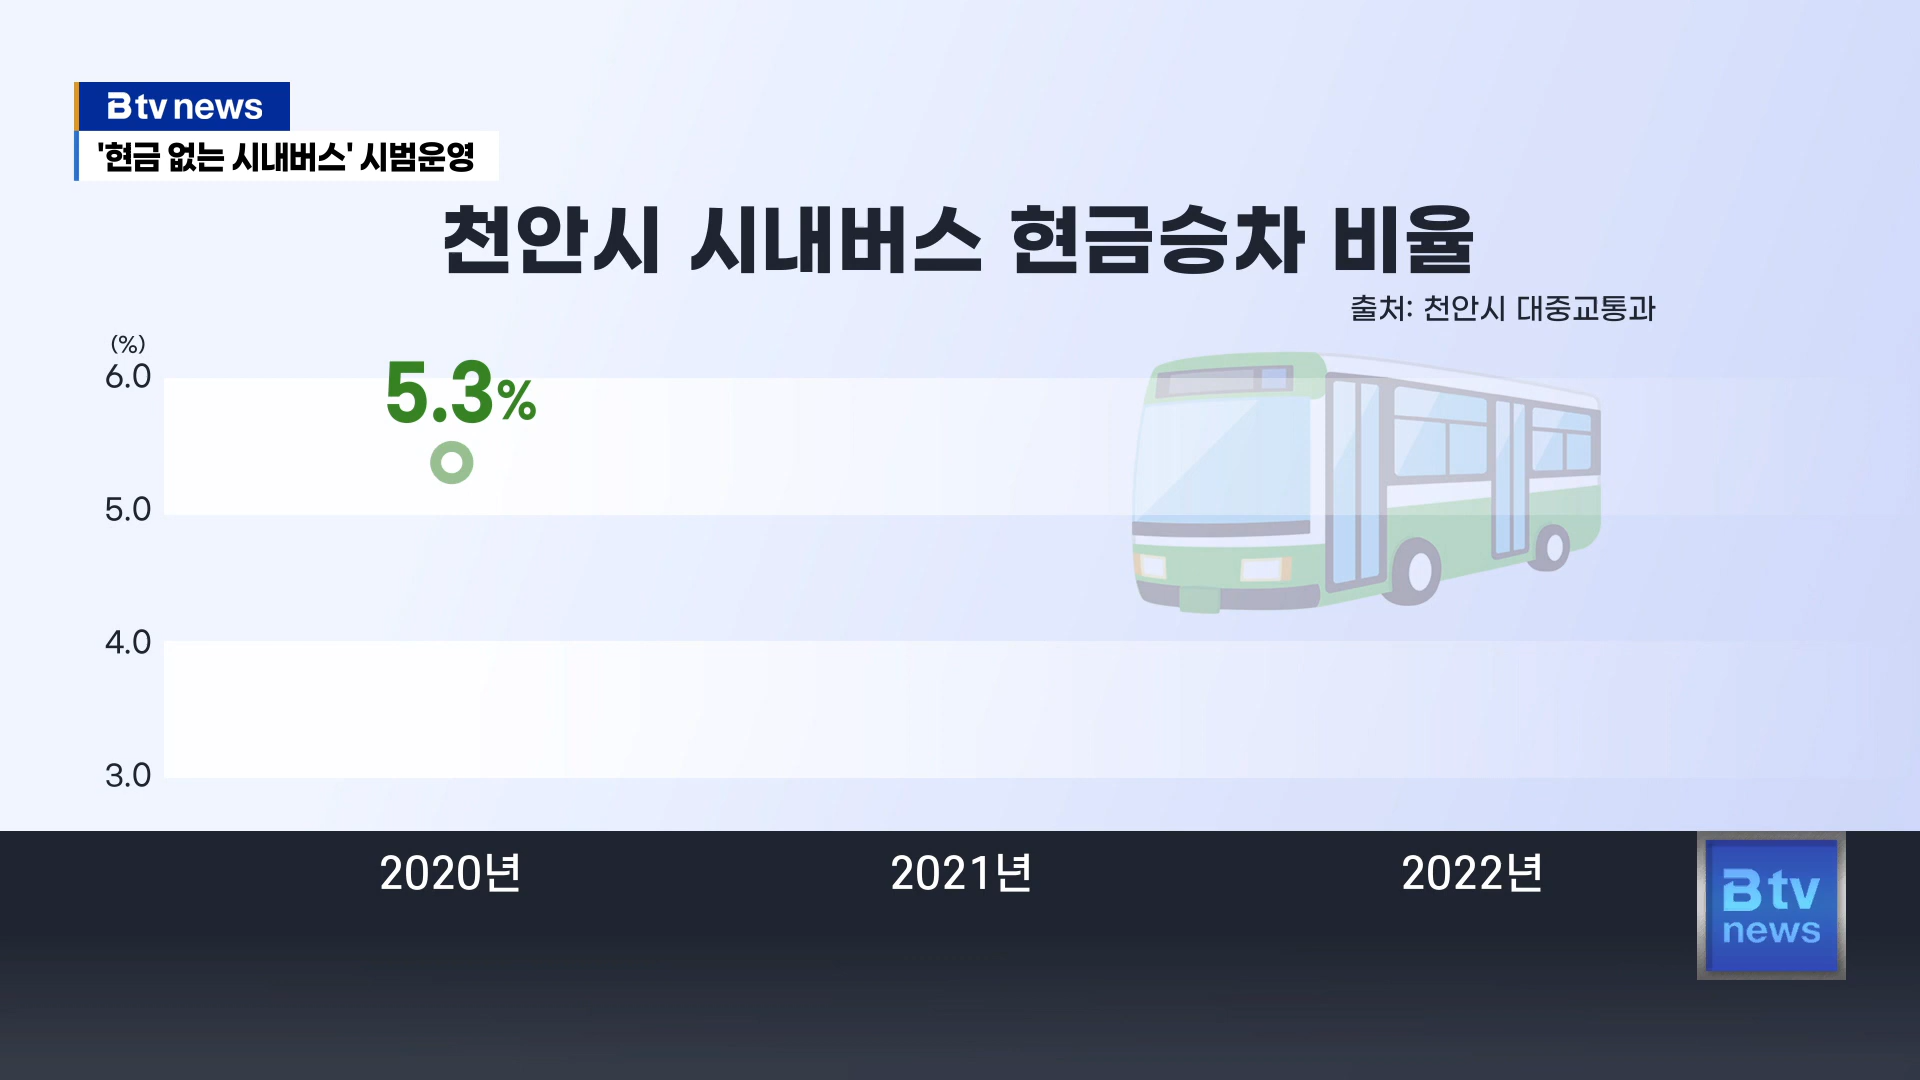 B tv news
'현금 없는 시내버스' 시범운영
천안시 시내버스 현금승차 비율
출처: 천안시 대중교통과
(%)
6.0
5.3%
5.0
4.0
3.0
2020년 2021년 2022년
B tv
news